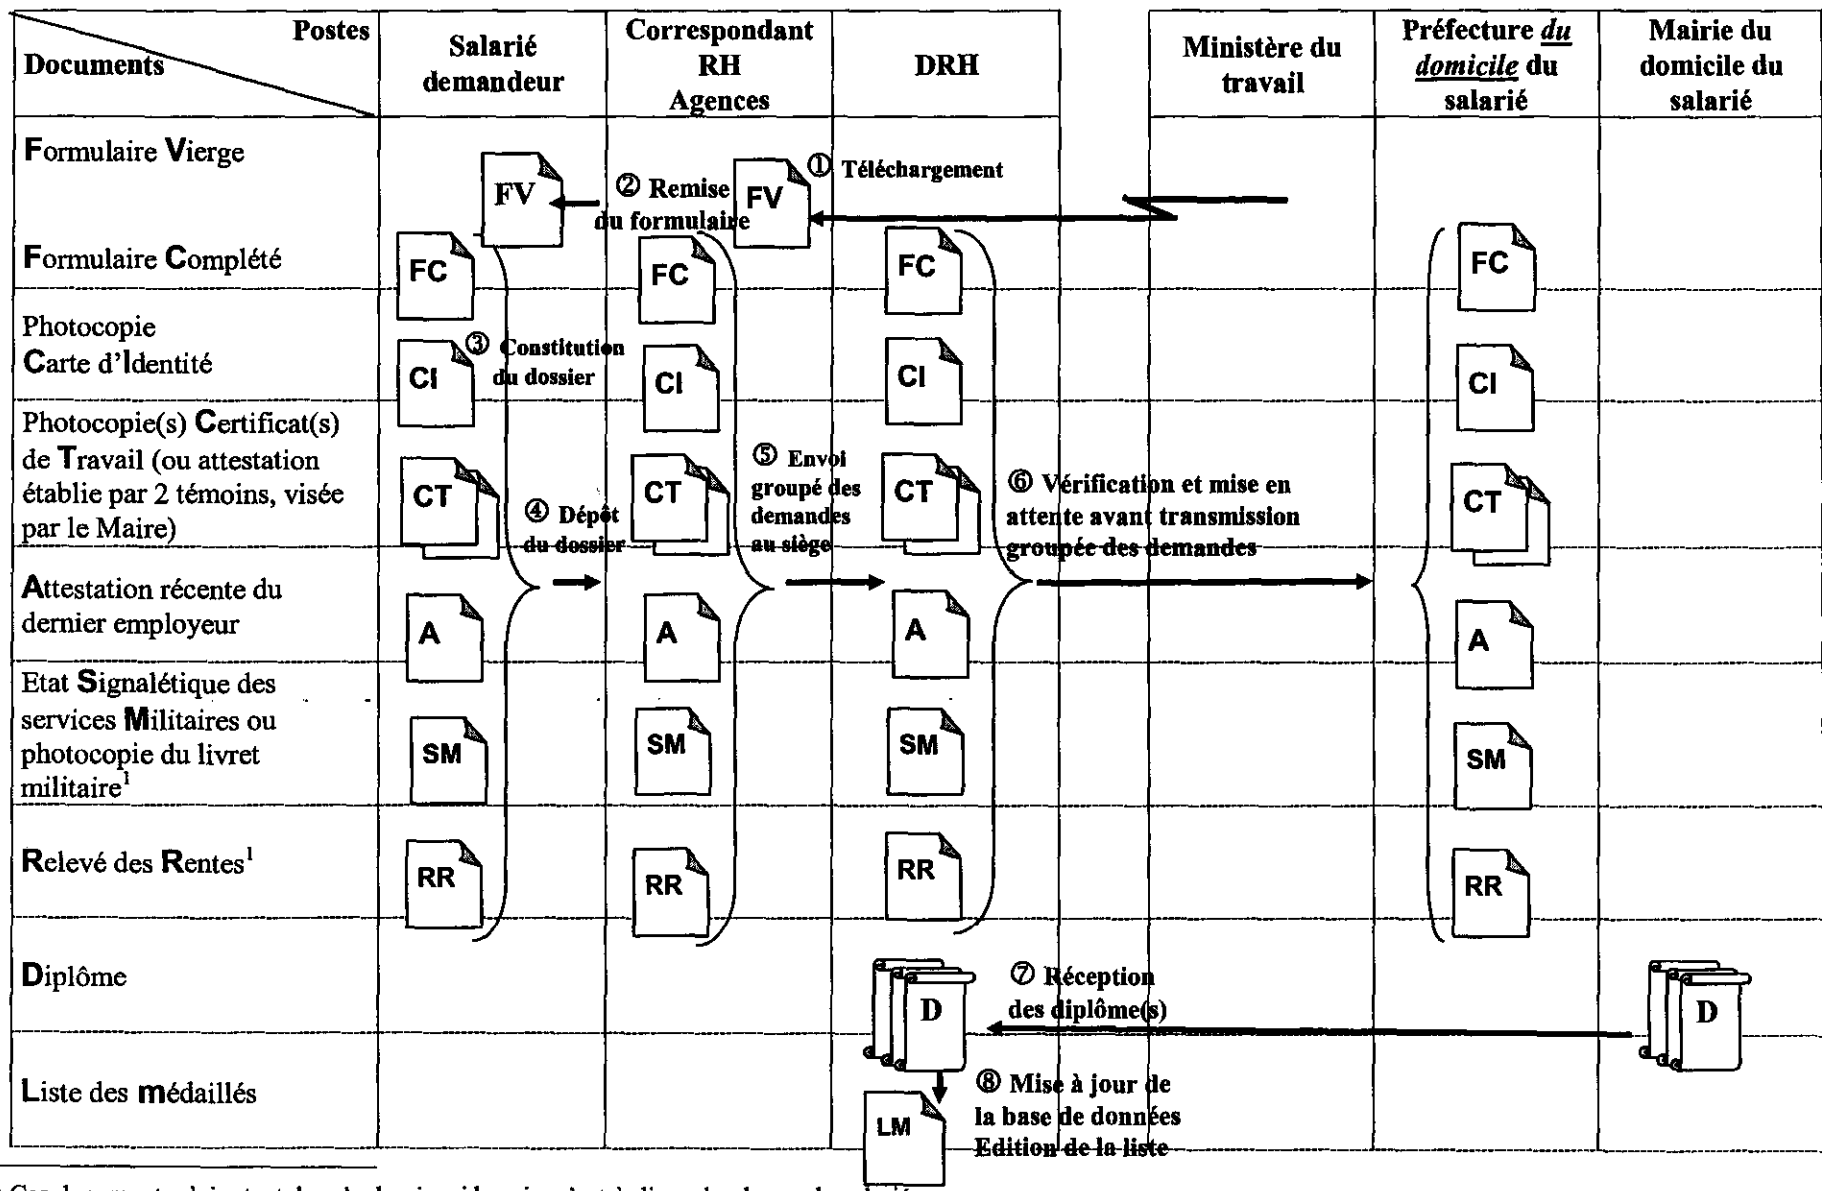 Postes
Documents
Salarié
demandeur
Correspondant
RH
Agences
DRH
Ministère du
travail
Préfecture du
domicile du
salarié
Mairie du
domicile du
salarié
Formulaire Vierge
FV
② Remise
du formulaire
FV
① Téléchargement
Formulaire Complété
FC
FC
FC
FC
Photocopie
Carte d'Identité
CI
③ Constitution
du dossier
CI
CI
CI
Photocopie(s) Certificat(s)
de Travail (ou attestation
établie par 2 témoins, visée
par le Maire)
CT
④ Dépôt
du dossier
CT
⑤ Envoi
groupé des
demandes
au siège
CT
⑥ Vérification et mise en
attente avant transmission
groupée des demandes
CT
Attestation récente du
dernier employeur
A
A
A
A
Etat Signalétique des
services Militaires ou
photocopie du livret
militaire¹
SM
SM
SM
SM
Relevé des Rentes¹
RR
RR
RR
RR
Diplôme
D
⑦ Réception
des diplôme(s)
D
Liste des médaillés
LM
⑧ Mise à jour de
la base de données
Edition de la liste